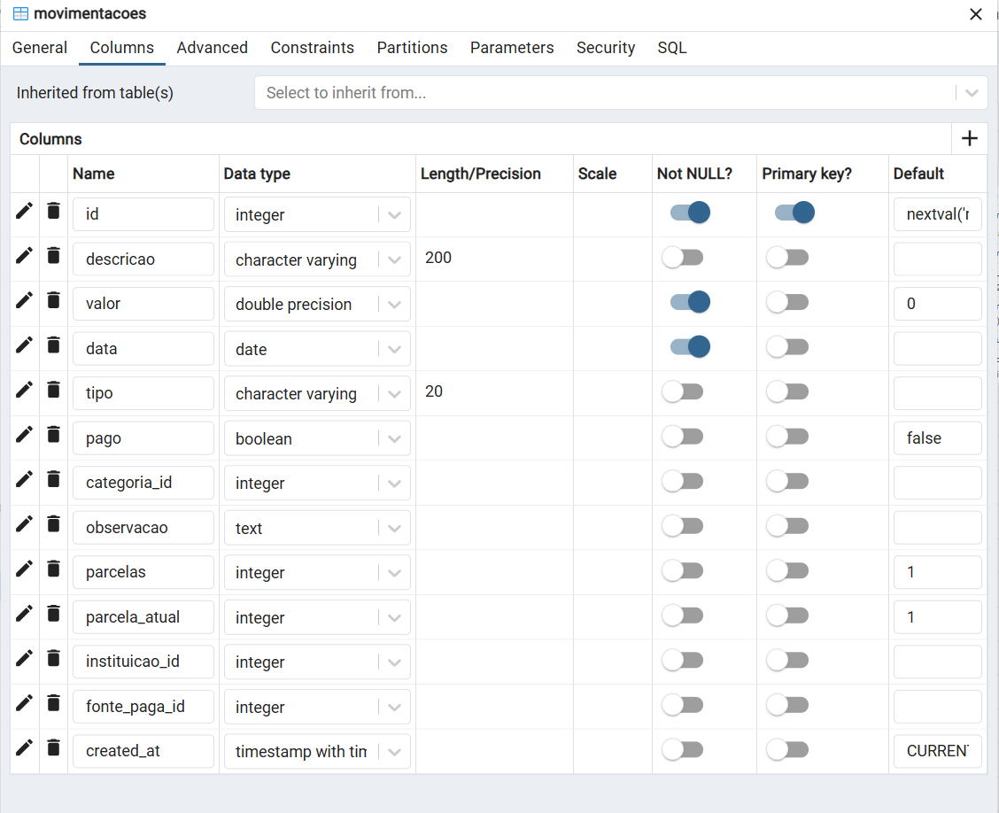 movimentacoes
General Columns Advanced Constraints Partitions Parameters Security SQL
Inherited from table(s) Select to inherit from...
Columns
Name Data type Length/Precision Scale Not NULL? Primary key? Default
id integer nextval('r
descricao character varying 200
valor double precision 0
data date
tipo character varying 20
pago boolean false
categoria_id integer
observacao text
parcelas integer 1
parcela_atual integer 1
instituicao_id integer
fonte_paga_id integer
created_at timestamp with tim CURREN